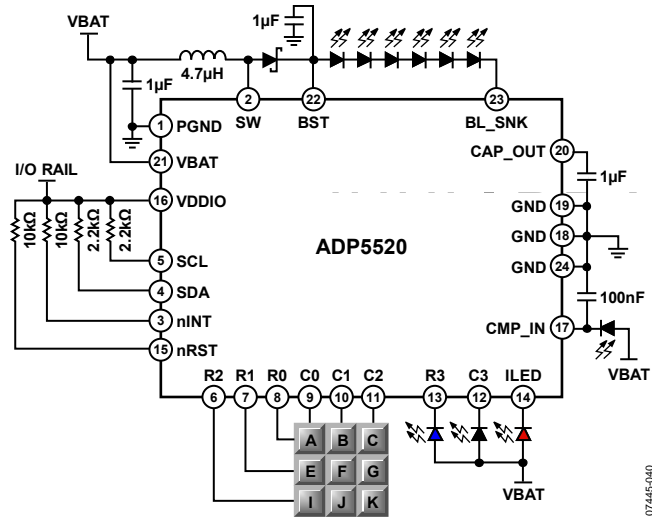 VBAT
1µF
4.7µH
1µF
2
22
23
SW
BST
BL_SNK
1
PGND
21
VBAT
I/O RAIL
16
VDDIO
10kΩ
10kΩ
2.2kΩ
2.2kΩ
5
SCL
4
SDA
3
nINT
15
nRST
ADP5520
CAP_OUT
20
1µF
GND
19
GND
18
GND
24
100nF
CMP_IN
17
VBAT
R2
R1
R0
C0
C1
C2
R3
C3
ILED
6
7
8
9
10
11
13
12
14
A B C
E F G
I J K
VBAT
07445-040